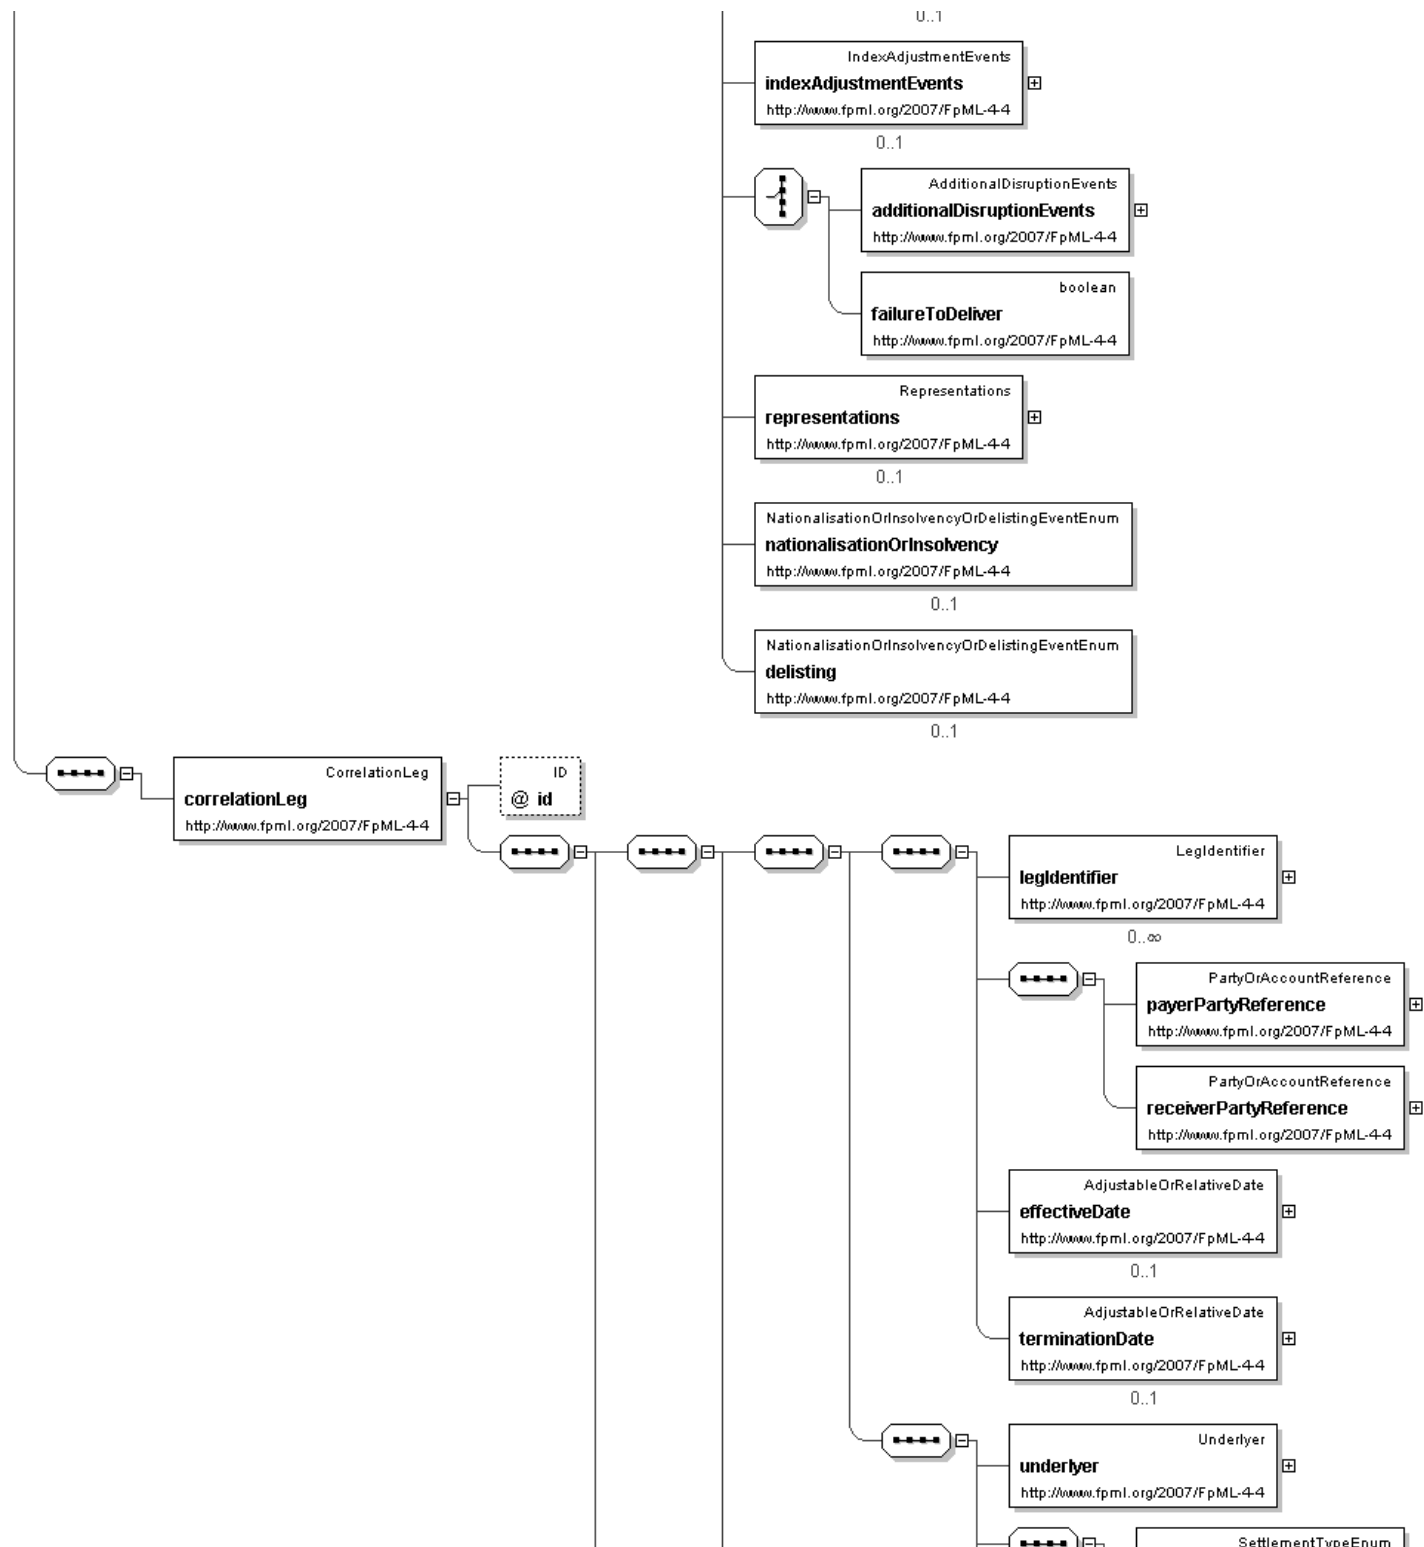 0..1
IndexAdjustmentEvents
indexAdjustmentEvents
http://www.fpml.org/2007/FpML-4-4
0..1
AdditionalDisruptionEvents
additionalDisruptionEvents
http://www.fpml.org/2007/FpML-4-4
boolean
failureToDeliver
http://www.fpml.org/2007/FpML-4-4
Representations
representations
http://www.fpml.org/2007/FpML-4-4
0..1
NationalisationOrInsolvencyOrDelistingEventEnum
nationalisationOrInsolvency
http://www.fpml.org/2007/FpML-4-4
0..1
NationalisationOrInsolvencyOrDelistingEventEnum
delisting
http://www.fpml.org/2007/FpML-4-4
0..1
CorrelationLeg
correlationLeg
http://www.fpml.org/2007/FpML-4-4
ID
@ id
LegIdentifier
legIdentifier
http://www.fpml.org/2007/FpML-4-4
0..∞
PartyOrAccountReference
payerPartyReference
http://www.fpml.org/2007/FpML-4-4
PartyOrAccountReference
receiverPartyReference
http://www.fpml.org/2007/FpML-4-4
AdjustableOrRelativeDate
effectiveDate
http://www.fpml.org/2007/FpML-4-4
0..1
AdjustableOrRelativeDate
terminationDate
http://www.fpml.org/2007/FpML-4-4
0..1
Underlyer
underlyer
http://www.fpml.org/2007/FpML-4-4
SettlementTypeEnum